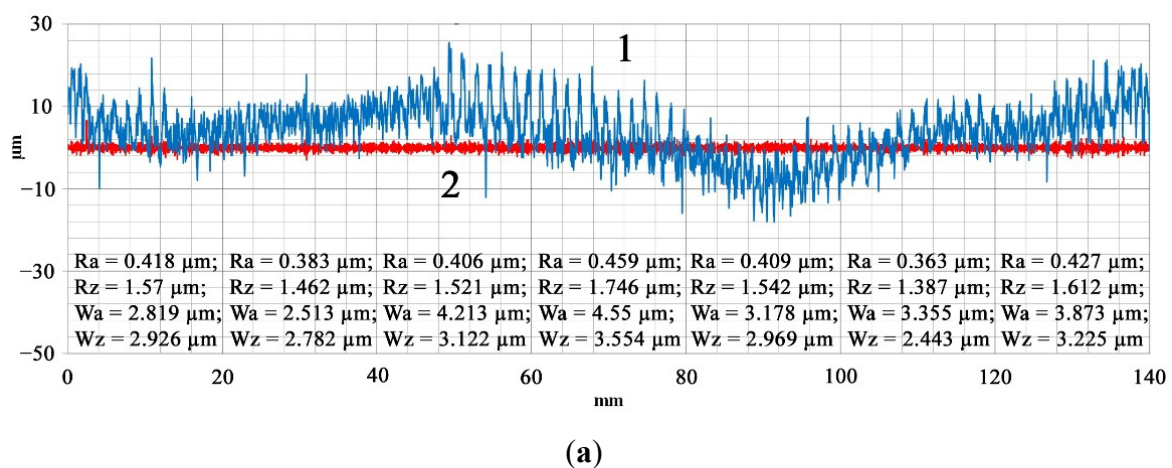 30
1
10
µm
−10
2
−30
Ra = 0.418 µm; Ra = 0.383 µm; Ra = 0.406 µm; Ra = 0.459 µm; Ra = 0.409 µm; Ra = 0.363 µm; Ra = 0.427 µm;
Rz = 1.57 µm; Rz = 1.462 µm; Rz = 1.521 µm; Rz = 1.746 µm; Rz = 1.542 µm; Rz = 1.387 µm; Rz = 1.612 µm;
Wa = 2.819 µm; Wa = 2.513 µm; Wa = 4.213 µm; Wa = 4.55 µm; Wa = 3.178 µm; Wa = 3.355 µm; Wa = 3.873 µm;
Wz = 2.926 µm Wz = 2.782 µm Wz = 3.122 µm Wz = 3.554 µm Wz = 2.969 µm Wz = 2.443 µm Wz = 3.225 µm
−50
0 20 40 60 80 100 120 140
mm
(a)